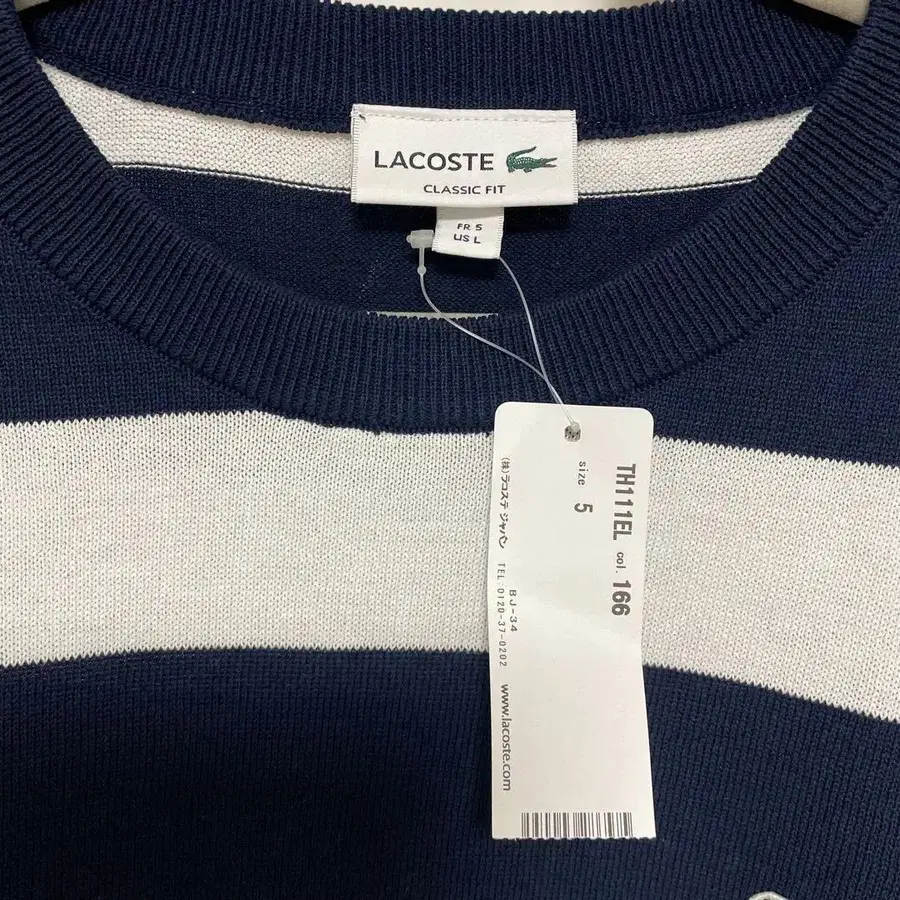 LACOSTE
CLASSIC FIT
FR 5
US L
TH111EL col. 166
size 5
(株)ラコステ ジャパン
BJ-34
TEL:0120-37-0202
www.lacoste.com